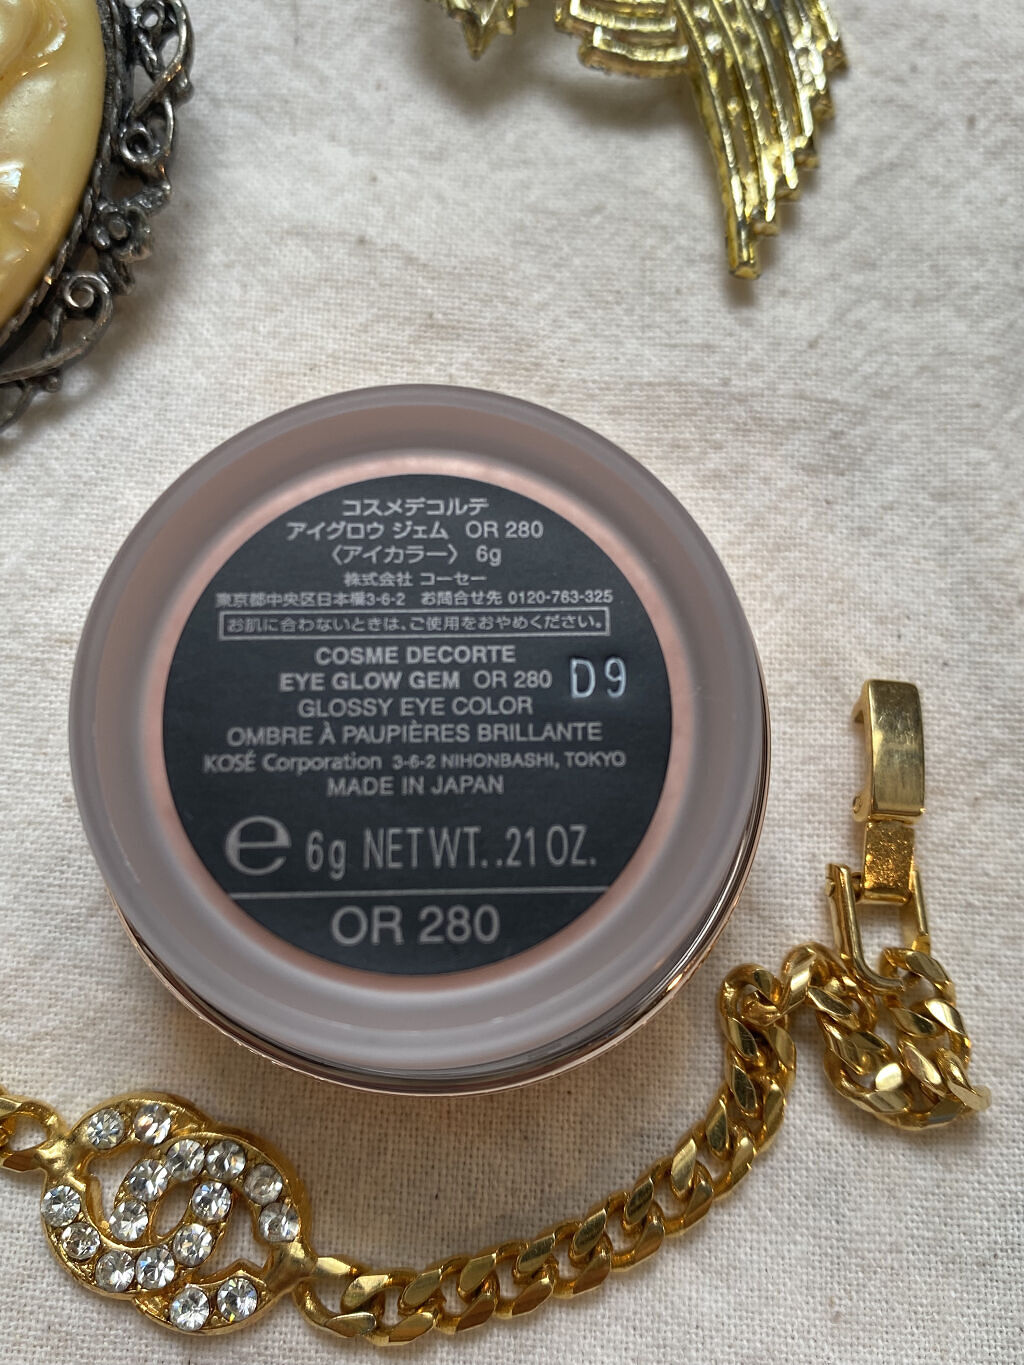 コスメデコルテ
アイグロウ ジェム OR 280
〈アイカラー〉 6g
株式会社 コーセー
東京都中央区日本橋3-6-2 お問合せ先 0120-763-325
お肌に合わないときは、ご使用をおやめください。
COSME DECORTE
EYE GLOW GEM OR 280 D9
GLOSSY EYE COLOR
OMBRE À PAUPIÈRES BRILLANTE
KOSÉ Corporation 3-6-2 NIHONBASHI, TOKYO
MADE IN JAPAN
e 6g NET WT. .21 OZ.
OR 280